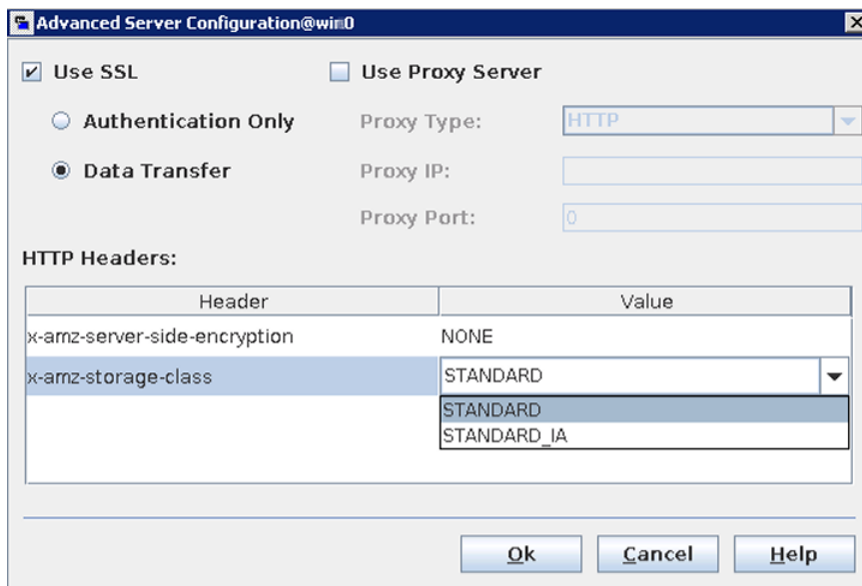 Advanced Server Configuration@win0
Use SSL
Use Proxy Server
Authentication Only
Proxy Type:
HTTP
Data Transfer
Proxy IP:
Proxy Port:
0
HTTP Headers:
Header
Value
x-amz-server-side-encryption
NONE
x-amz-storage-class
STANDARD
STANDARD
STANDARD_IA
Ok
Cancel
Help